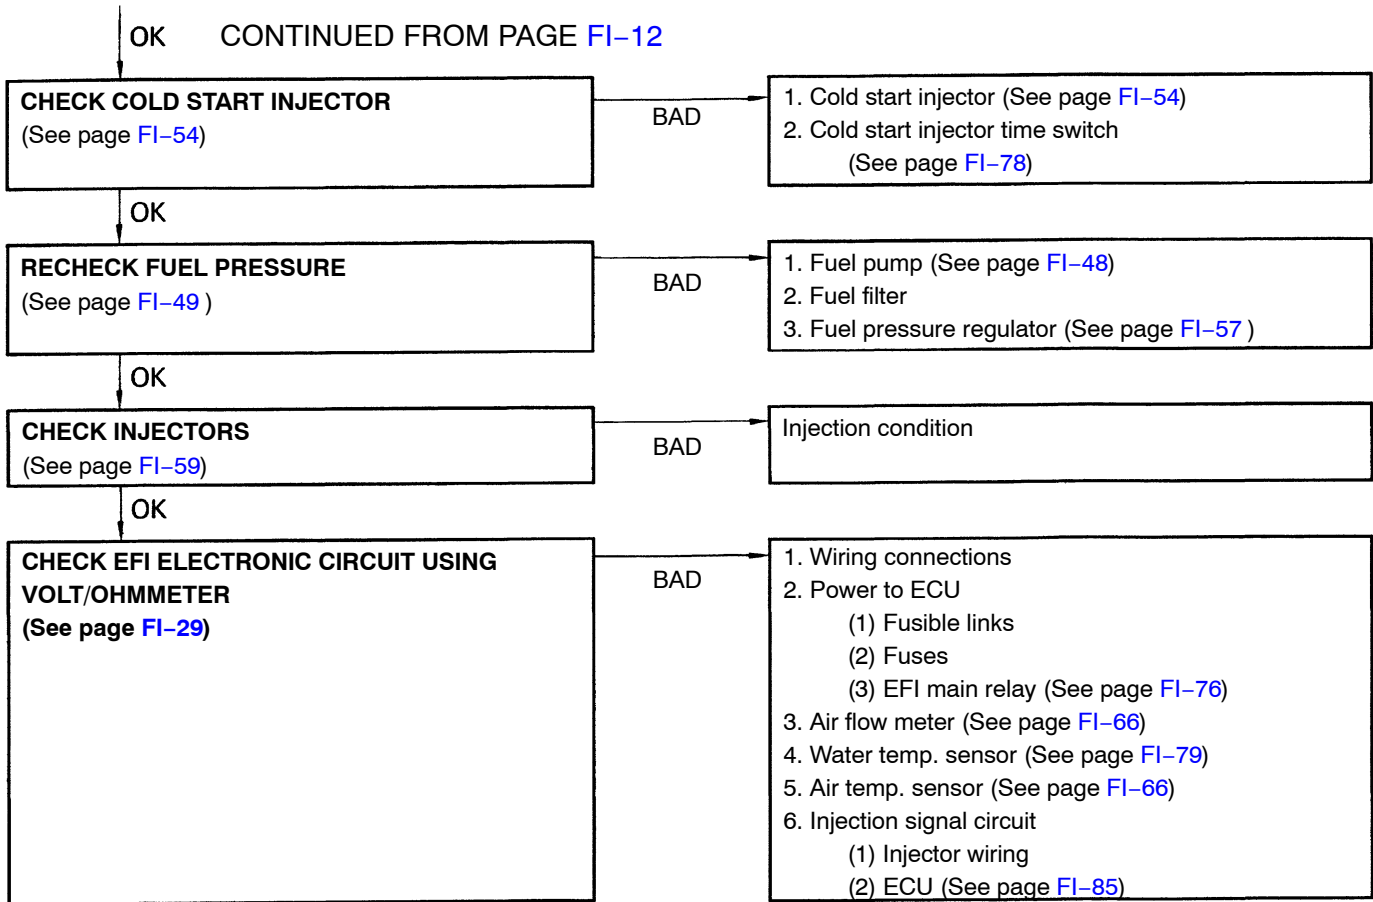 OK CONTINUED FROM PAGE FI–12
CHECK COLD START INJECTOR
(See page FI–54)
BAD
1. Cold start injector (See page FI–54)
2. Cold start injector time switch
(See page FI–78)
OK
RECHECK FUEL PRESSURE
(See page FI–49 )
BAD
1. Fuel pump (See page FI–48)
2. Fuel filter
3. Fuel pressure regulator (See page FI–57 )
OK
CHECK INJECTORS
(See page FI–59)
BAD
Injection condition
OK
CHECK EFI ELECTRONIC CIRCUIT USING
VOLT/OHMMETER
(See page FI–29)
BAD
1. Wiring connections
2. Power to ECU
(1) Fusible links
(2) Fuses
(3) EFI main relay (See page FI–76)
3. Air flow meter (See page FI–66)
4. Water temp. sensor (See page FI–79)
5. Air temp. sensor (See page FI–66)
6. Injection signal circuit
(1) Injector wiring
(2) ECU (See page FI–85)